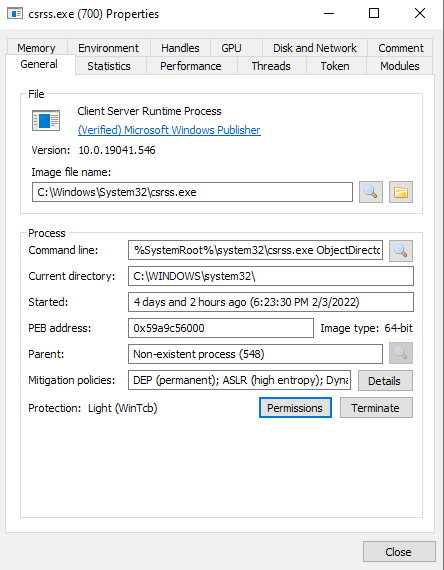 csrss.exe (700) Properties
Memory Environment Handles GPU Disk and Network Comment
General Statistics Performance Threads Token Modules
File
Client Server Runtime Process
(Verified) Microsoft Windows Publisher
Version: 10.0.19041.546
Image file name:
C:\Windows\System32\csrss.exe
Process
Command line: %SystemRoot%\system32\csrss.exe ObjectDirecto
Current directory: C:\WINDOWS\system32\
Started: 4 days and 2 hours ago (6:23:30 PM 2/3/2022)
PEB address: 0x59a9c56000 Image type: 64-bit
Parent: Non-existent process (548)
Mitigation policies: DEP (permanent); ASLR (high entropy); Dyna Details
Protection: Light (WinTcb) Permissions Terminate
Close